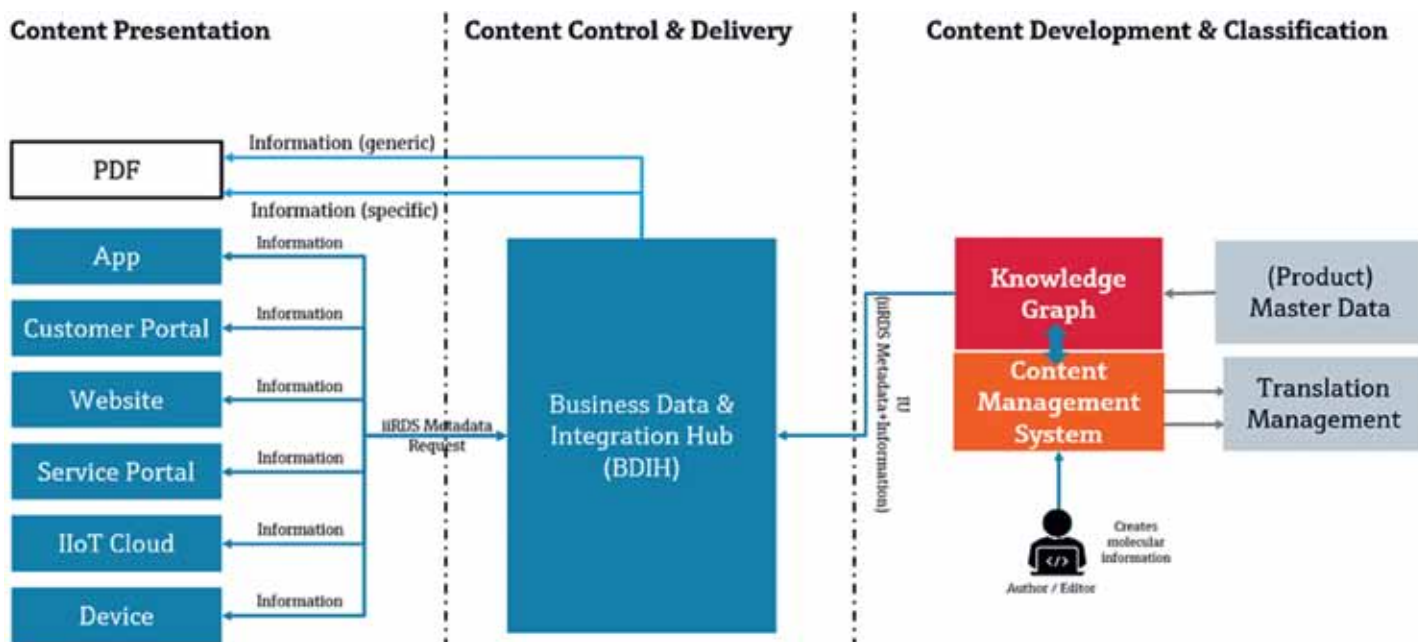 Content Presentation
Content Control & Delivery
Content Development & Classification
Information (generic)
PDF
Information (specific)
Information
App
Information
Customer Portal
Information
Website
Information
Service Portal
Information
IIoT Cloud
Information
Device
iiRDS Metadata
Request
Business Data &
Integration Hub
(BDIH)
IU
(iiRDS Metadata+Information)
Knowledge
Graph
Content
Management
System
(Product)
Master Data
Translation
Management
Creates
molecular
information
Author / Editor